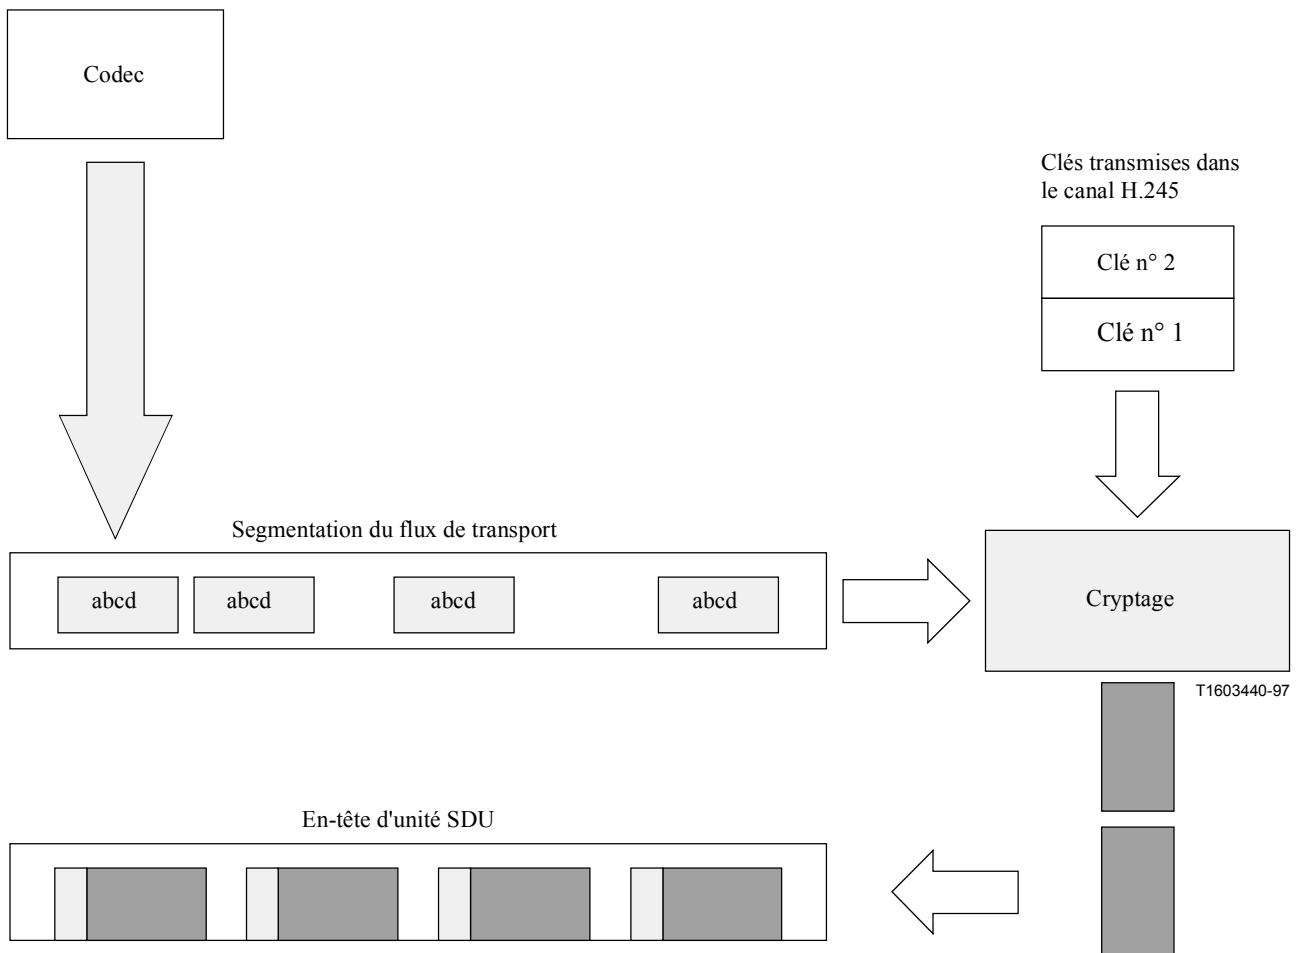 Codec
Clés transmises dans
le canal H.245
Clé n° 2
Clé n° 1
Segmentation du flux de transport
abcd
abcd
abcd
abcd
Cryptage
T1603440-97
En-tête d'unité SDU